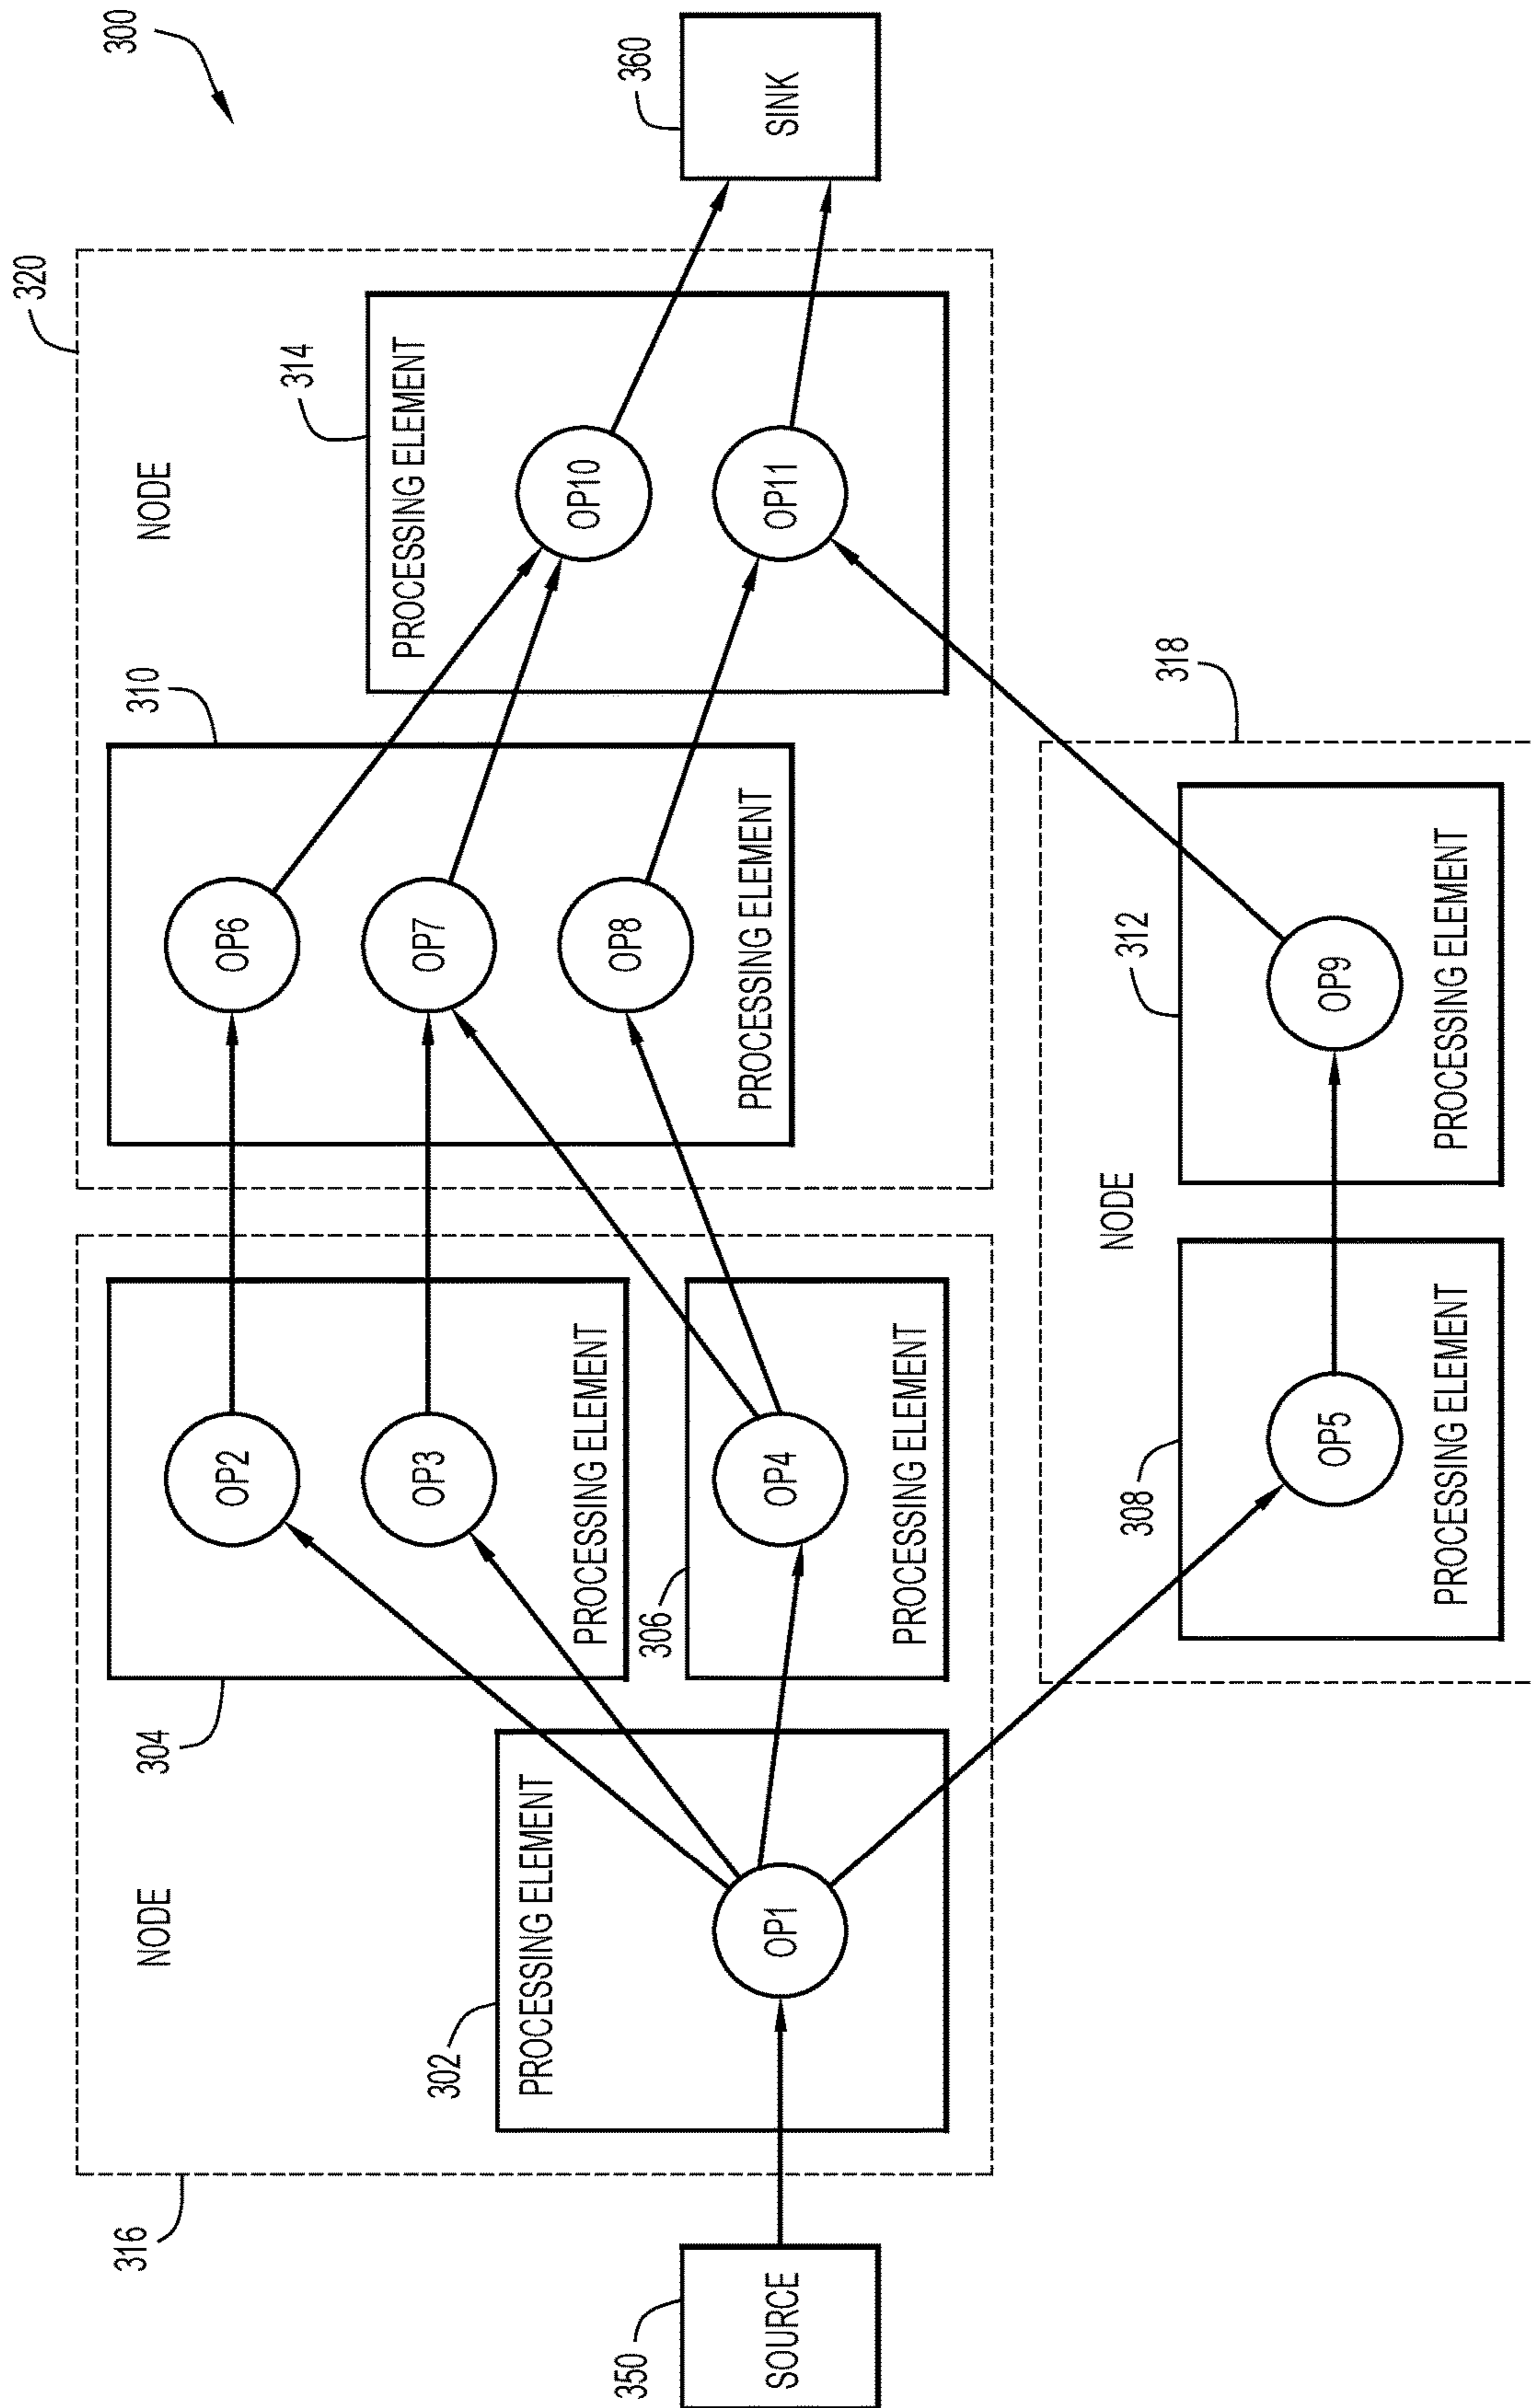 300
320
NODE
310
314
PROCESSING ELEMENT
360
SINK
OP6
OP10
OP7
OP11
OP8
PROCESSING ELEMENT
316
NODE
304
OP2
OP3
PROCESSING ELEMENT
302
PROCESSING ELEMENT
306
OP1
OP4
PROCESSING ELEMENT
350
SOURCE
318
NODE
308
312
OP5
OP9
PROCESSING ELEMENT
PROCESSING ELEMENT